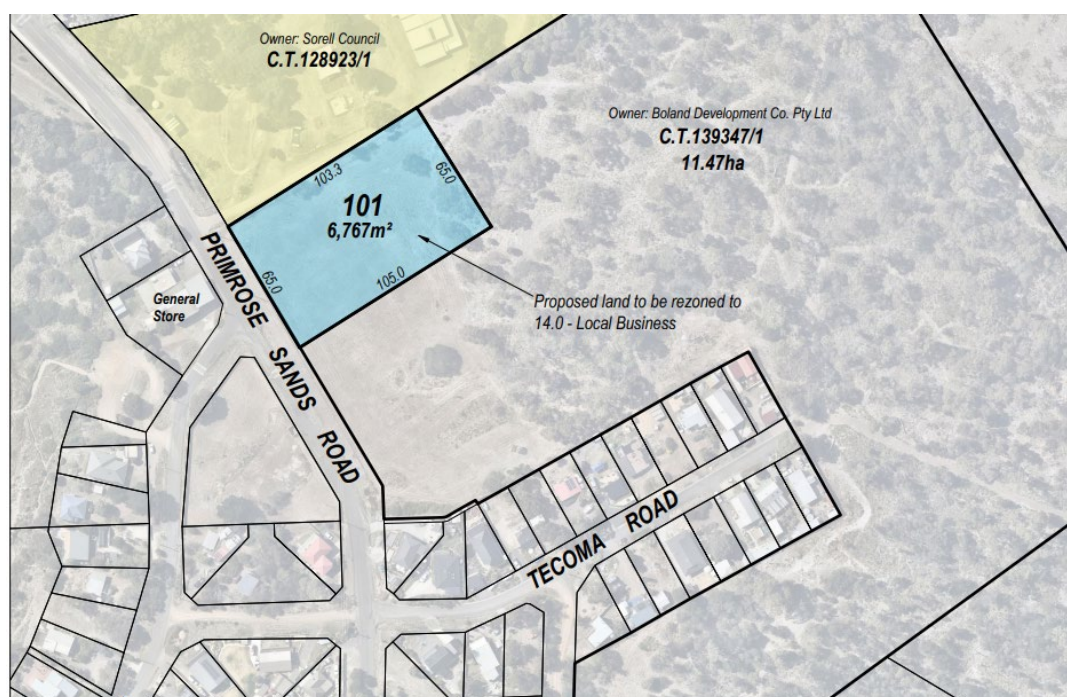 Owner: Sorell Council
C.T.128923/1
Owner: Boland Development Co. Pty Ltd
C.T.139347/1
11.47ha
103.3
65.0
101
6,767m²
65.0
105.0
Proposed land to be rezoned to
14.0 - Local Business
General
Store
PRIMROSE SANDS ROAD
TECOMA ROAD